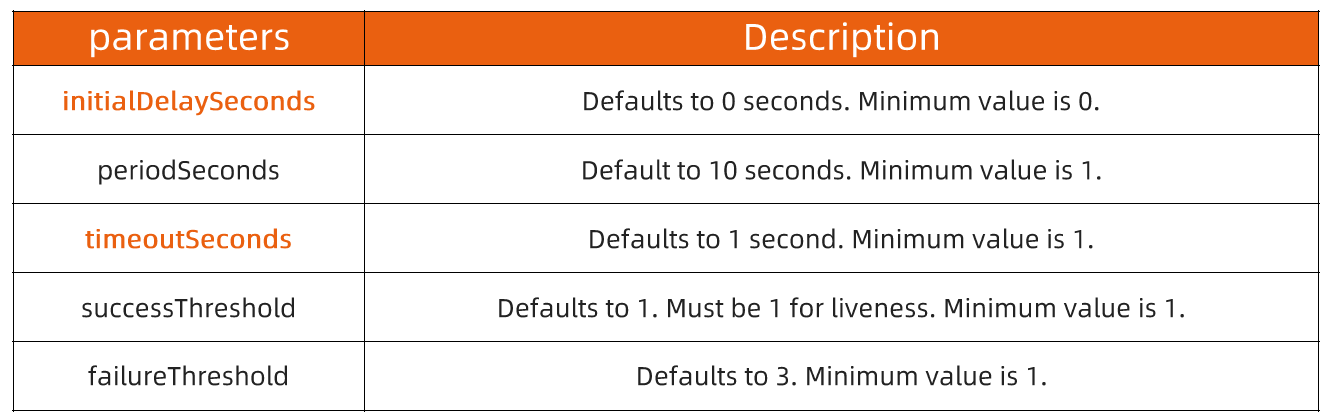 parameters Description
initialDelaySeconds Defaults to 0 seconds. Minimum value is 0.
periodSeconds Default to 10 seconds. Minimum value is 1.
timeoutSeconds Defaults to 1 second. Minimum value is 1.
successThreshold Defaults to 1. Must be 1 for liveness. Minimum value is 1.
failureThreshold Defaults to 3. Minimum value is 1.